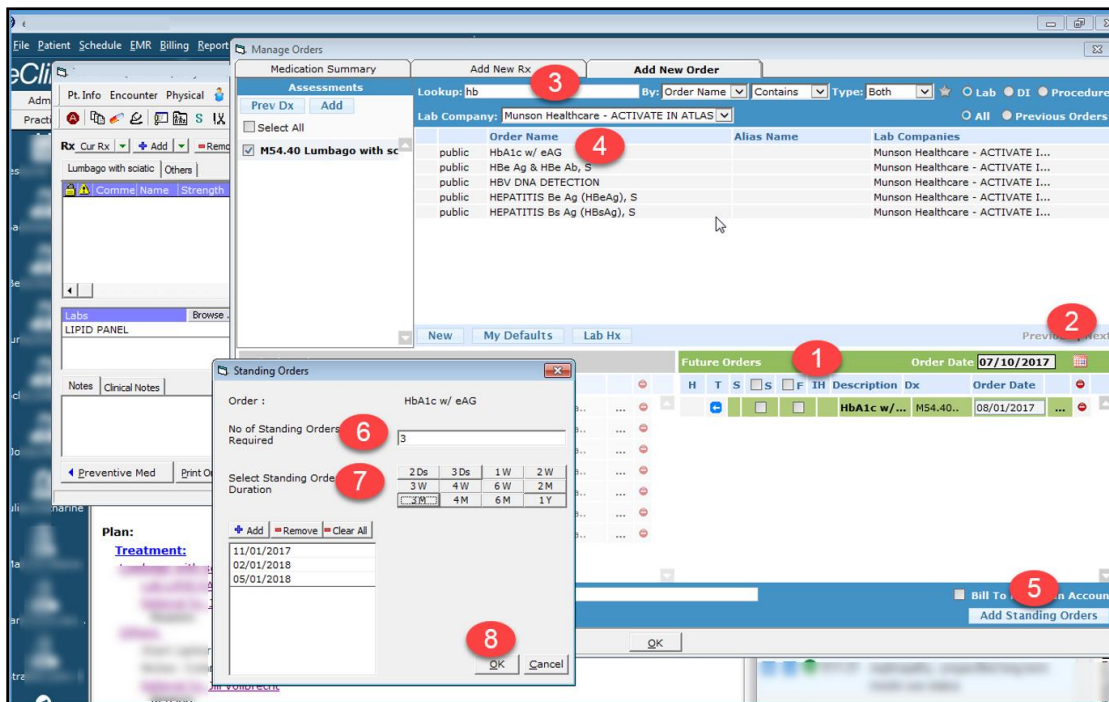 File Patient Schedule EMR Billing Report
Manage Orders
Medication Summary
Add New Rx
Add New Order
3
Assessments
Prev Dx Add
Select All
M54.40 Lumbago with sc
Lookup: hb By: Order Name Contains Type: Both Lab DI Procedure
Lab Company: Munson Healthcare - ACTIVATE IN ATLAS All Previous Orders
4
Order Name Alias Name Lab Companies
public HbA1c w/ eAG Munson Healthcare - ACTIVATE I...
public HBe Ag & HBe Ab, S Munson Healthcare - ACTIVATE I...
public HBV DNA DETECTION Munson Healthcare - ACTIVATE I...
public HEPATITIS Be Ag (HBeAg), S Munson Healthcare - ACTIVATE I...
public HEPATITIS Bs Ag (HBsAg), S Munson Healthcare - ACTIVATE I...
New My Defaults Lab Hx
2
eCli
Adm
Practi
Pt. Info Encounter Physical
Rx Cur Rx Add Remo
Lumbago with sciatic Others
Comme Name Strength
Labs Browse .
LIPID PANEL
Notes Clinical Notes
Preventive Med Print Or
Plan:
Treatment:
Others
Future Orders 1 Order Date 07/10/2017
H T S S F IH Description Dx Order Date
HbA1c w/... M54.40.. 08/01/2017 ...
Standing Orders
Order : HbA1c w/ eAG
No of Standing Orders
Required
6
3
Select Standing Orde
Duration
7
2 Ds 3 Ds 1 W 2 W
3 W 4 W 6 W 2 M
3 M 4 M 6 M 1 Y
Add Remove Clear All
11/01/2017
02/01/2018
05/01/2018
8
OK Cancel
5
Bill To
Accoun
Add Standing Orders
OK